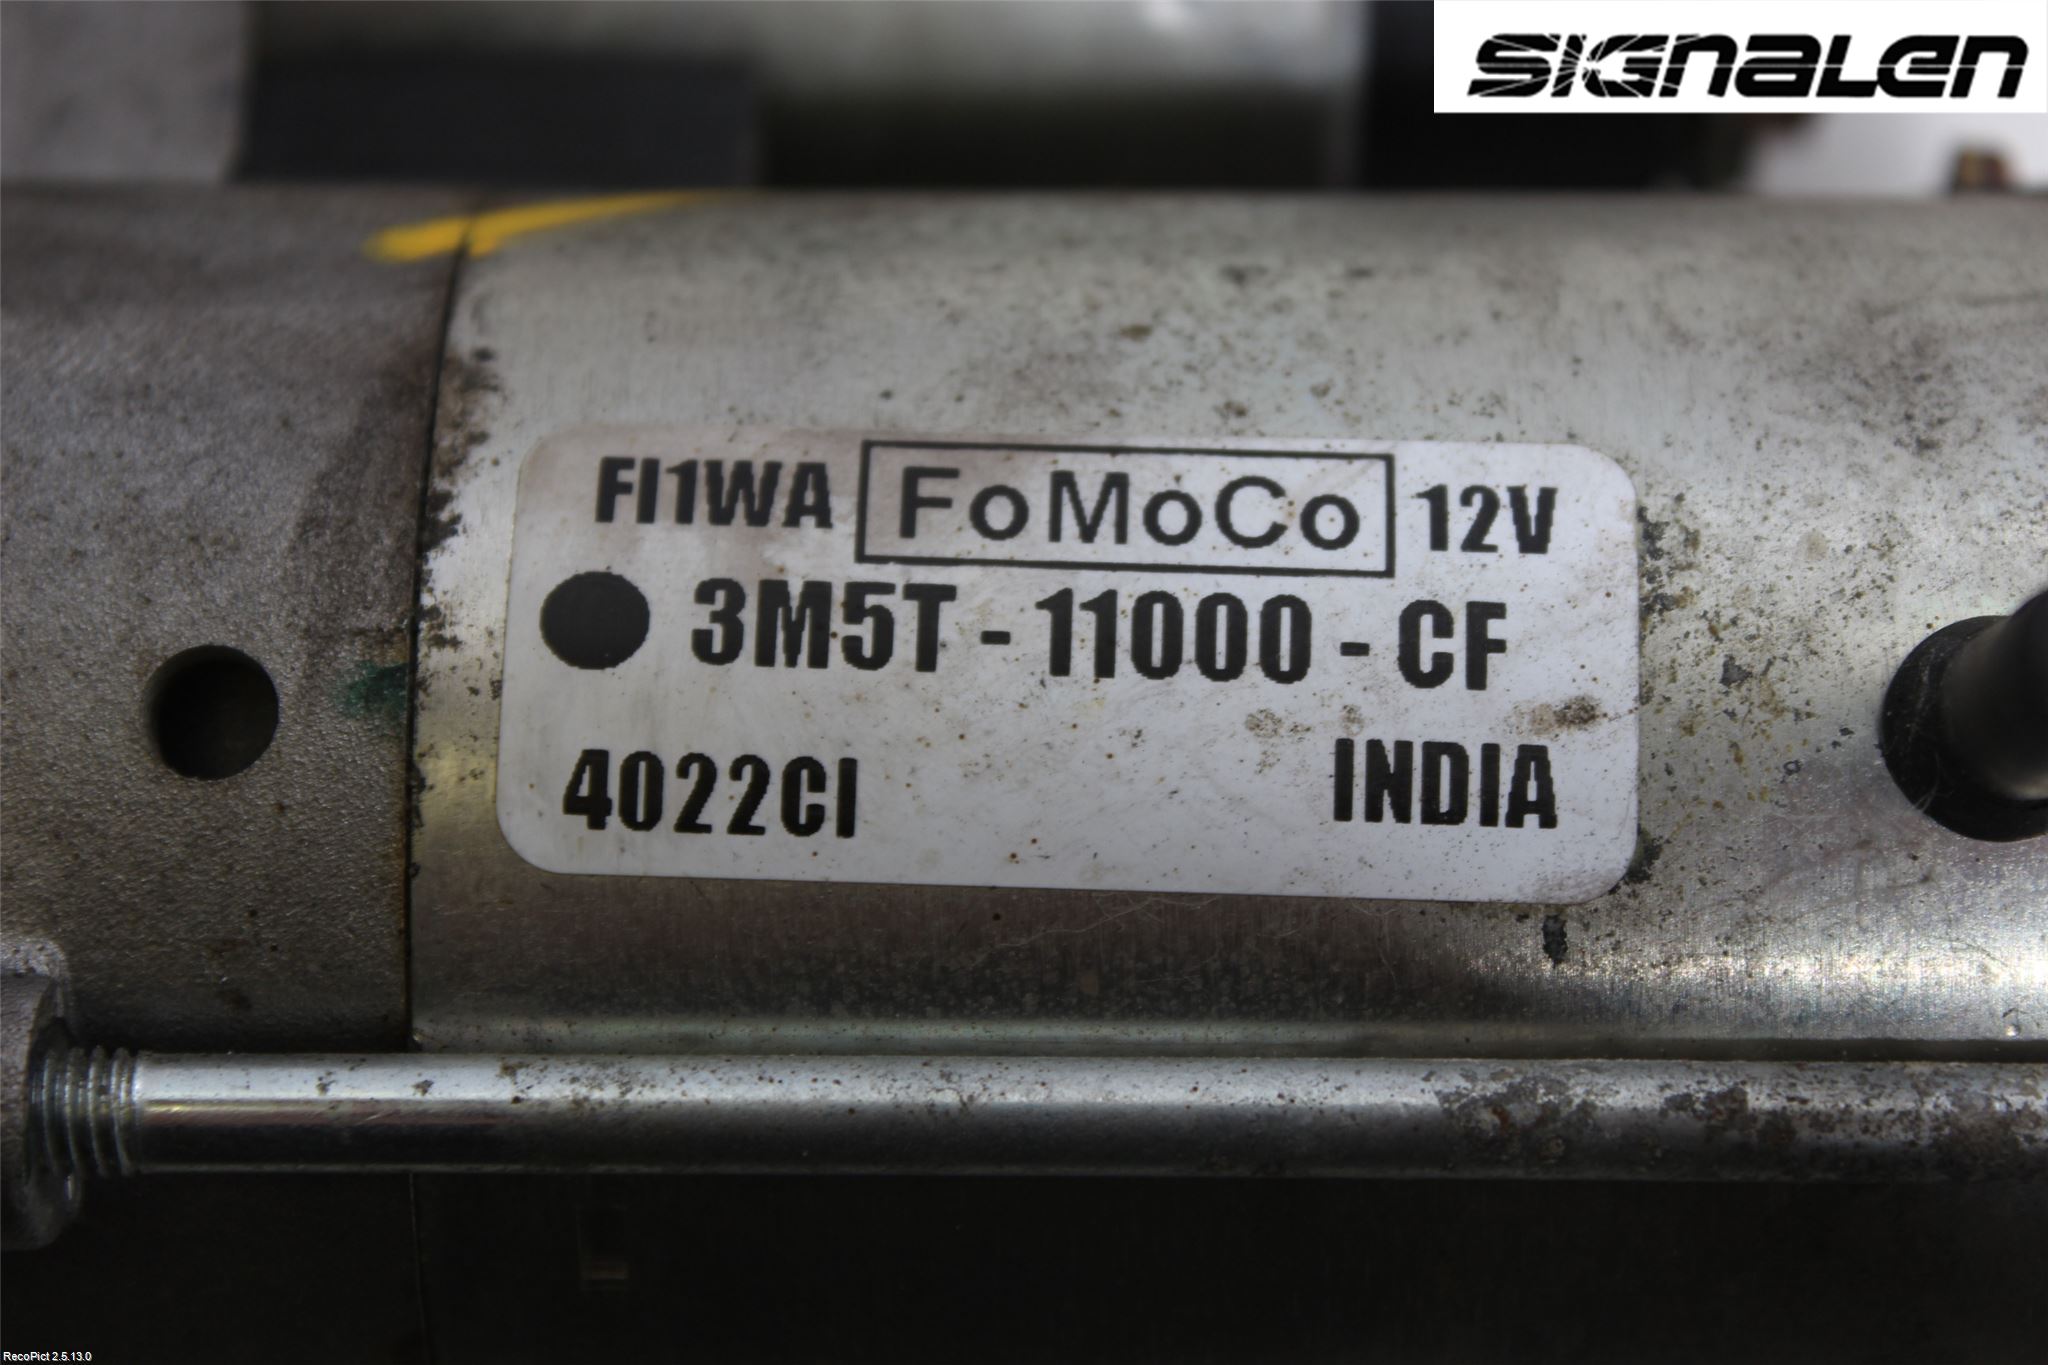 SIGNALEN
FI1WA FoMoCo 12V
3M5T - 11000 - CF
4022CI INDIA
RecoPict 2.5.13.0